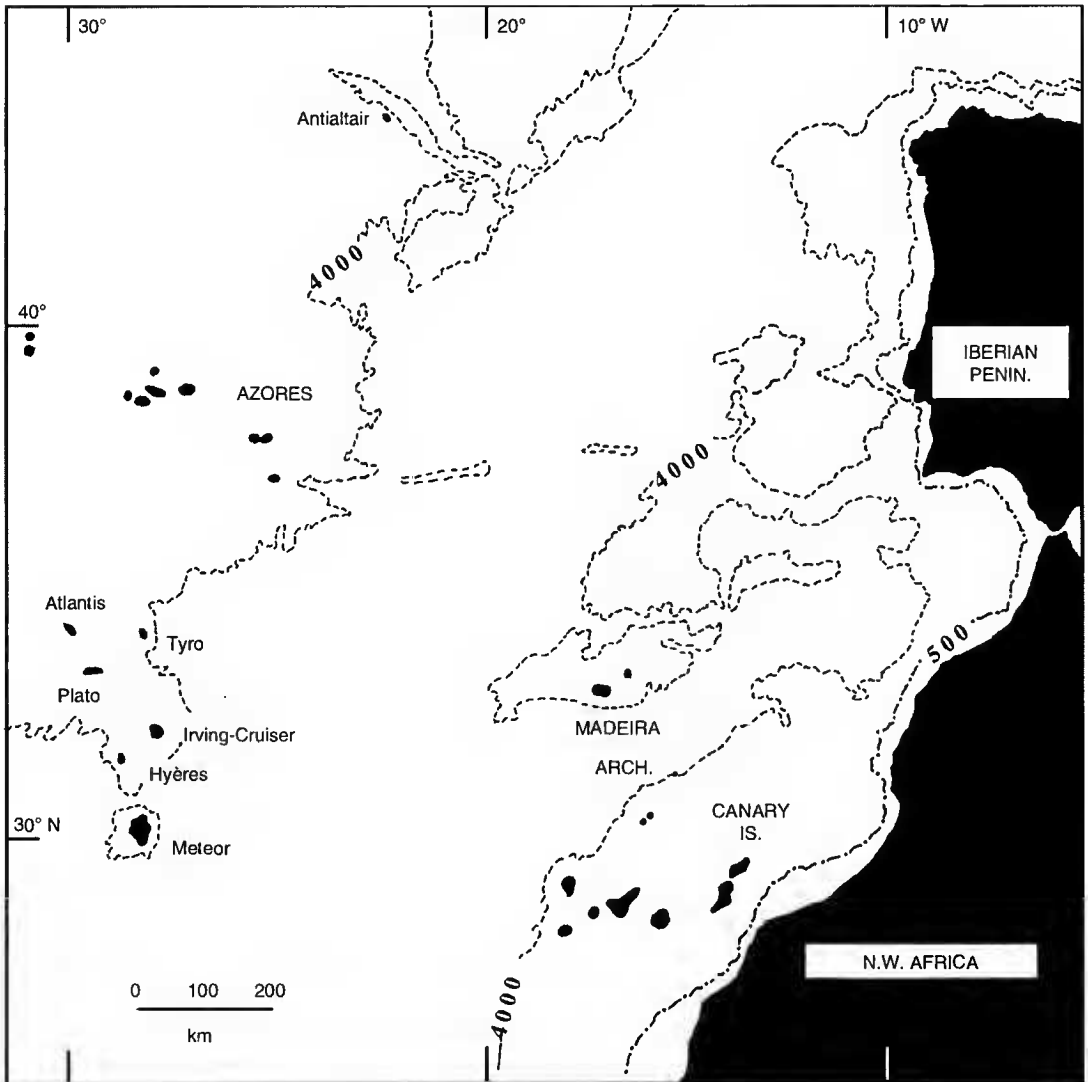 30°
20°
10° W
Antialtair
4000
40°
IBERIAN
PENIN.
AZORES
4000
Atlantis
Tyro
500
Plato
MADEIRA
Irving-Cruiser
ARCH.
Hyères
CANARY
IS.
30° N
Meteor
N.W. AFRICA
0 100 200
km
4000